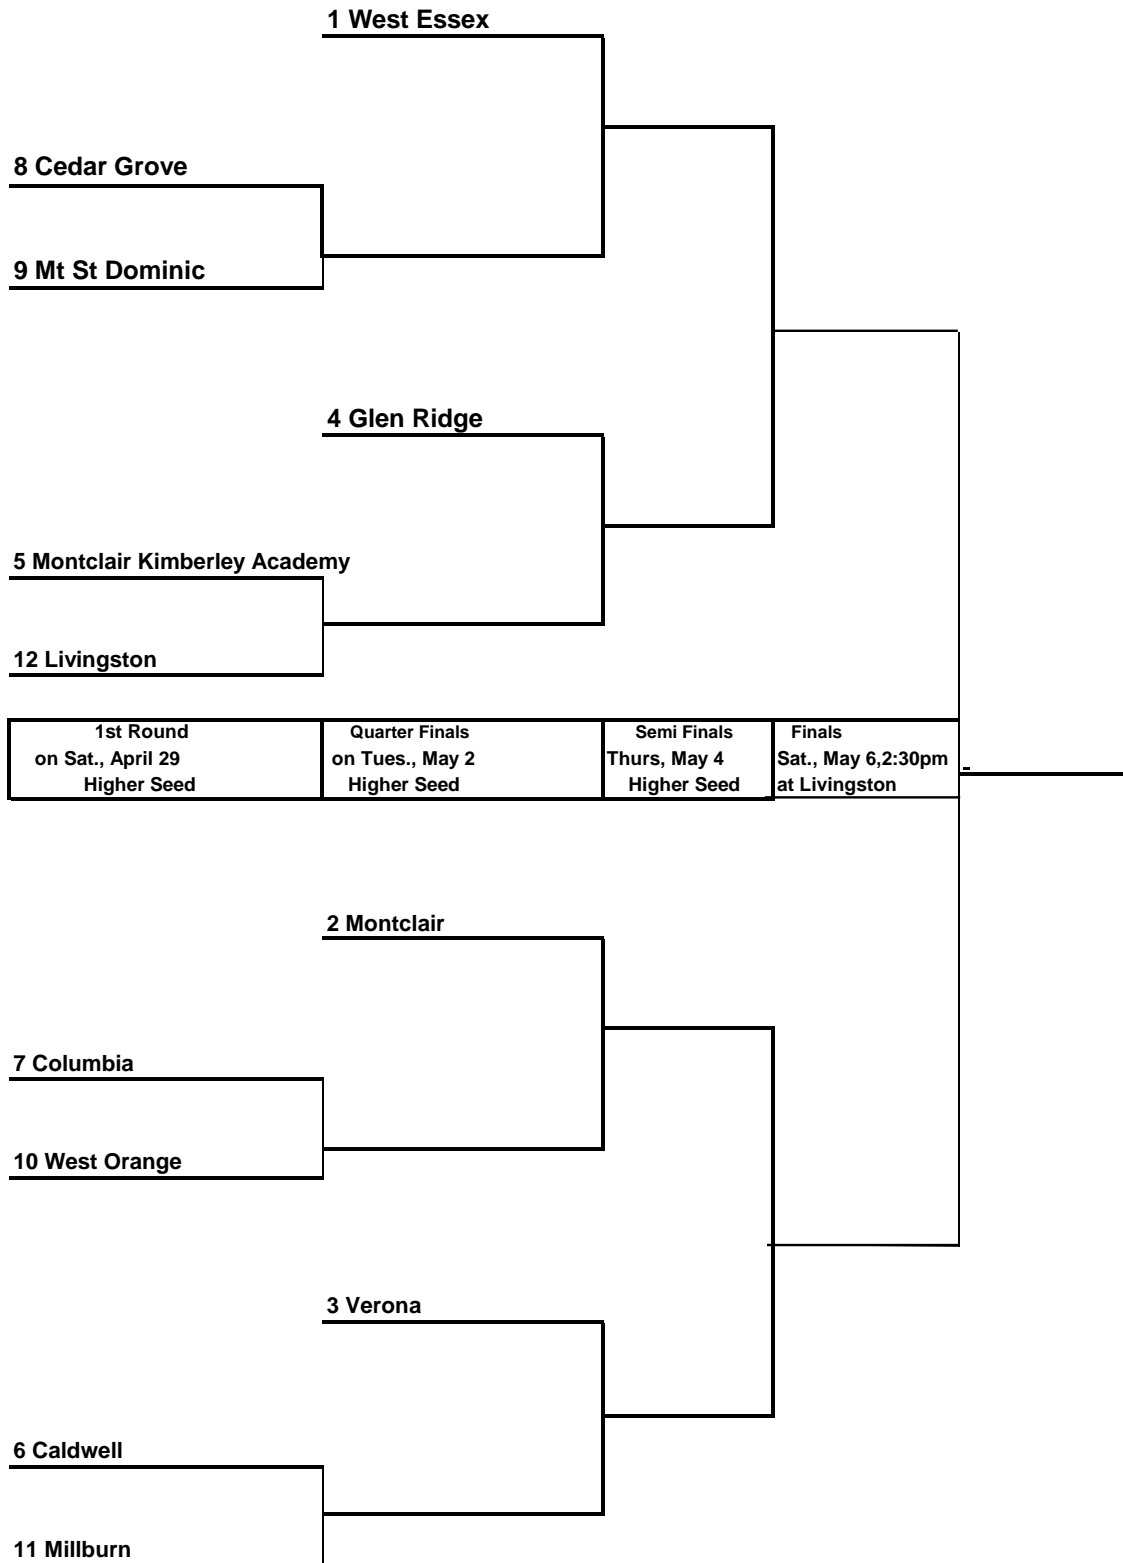 1 West Essex
8 Cedar Grove
9 Mt St Dominic
4 Glen Ridge
5 Montclair Kimberley Academy
12 Livingston
1st Round
on Sat., April 29
Higher Seed
Quarter Finals
on Tues., May 2
Higher Seed
Semi Finals
Thurs, May 4
Higher Seed
Finals
Sat., May 6,2:30pm
at Livingston
-
2 Montclair
7 Columbia
10 West Orange
3 Verona
6 Caldwell
11 Millburn